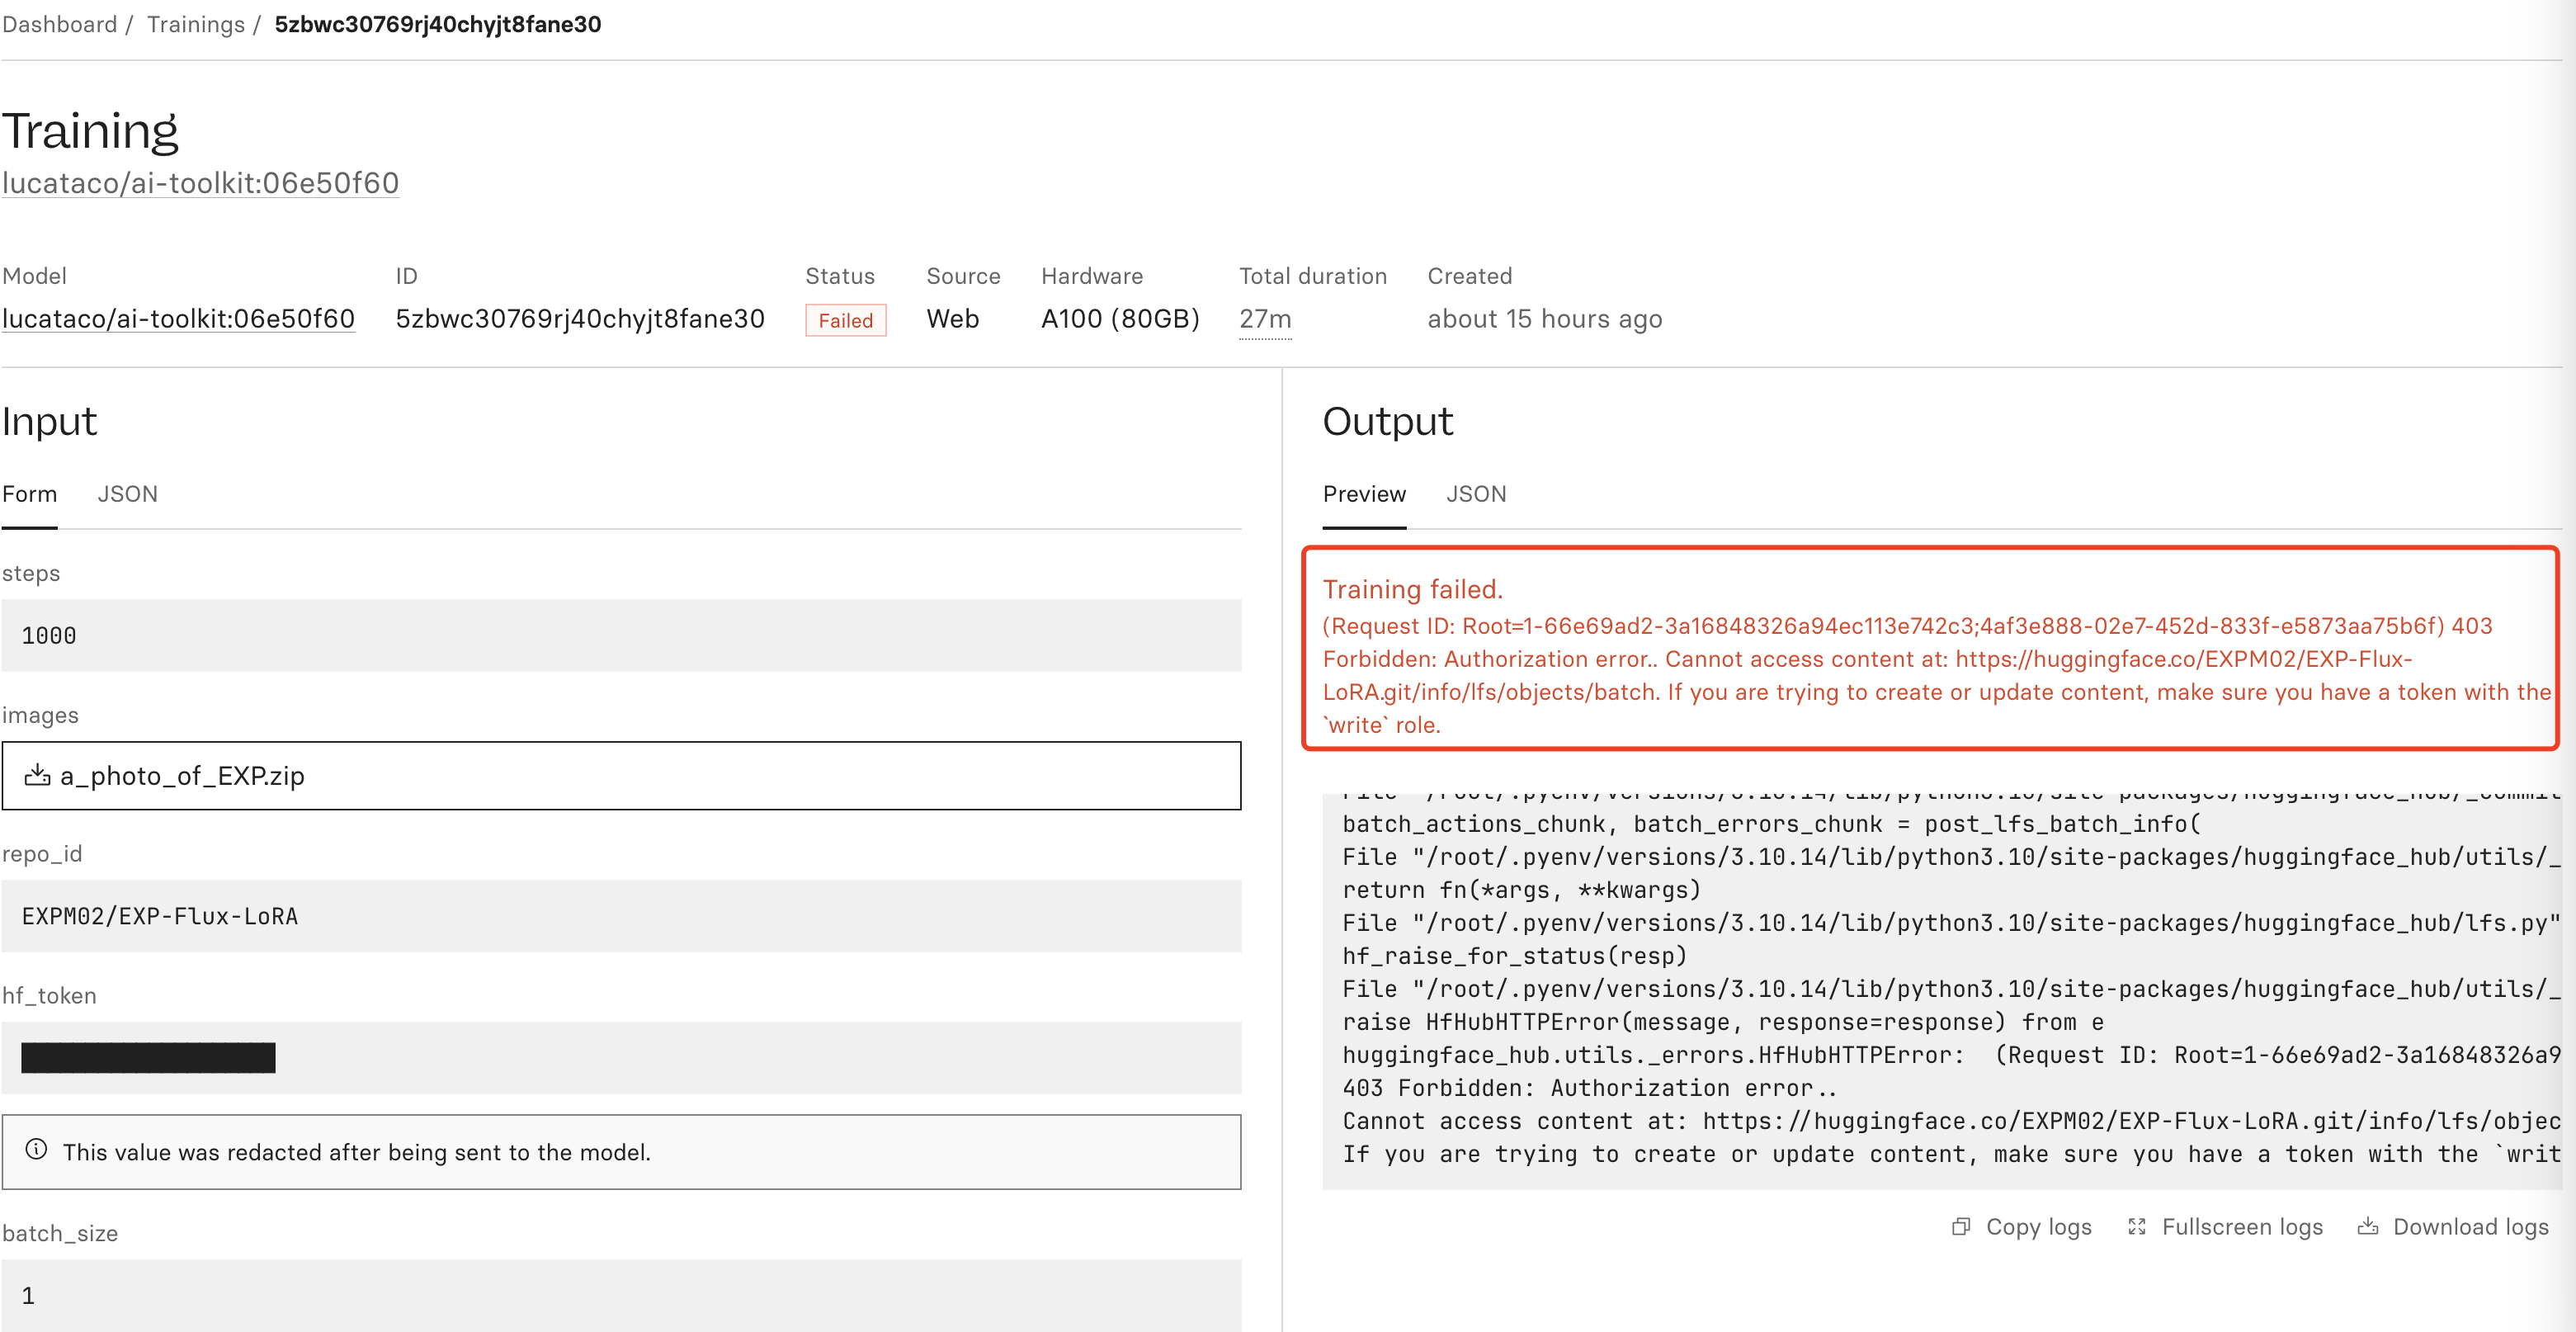 Dashboard / Trainings / 5zbwc30769rj40chyjt8fane30
Training
lucataco/ai-toolkit:06e50f60
Model ID Status Source Hardware Total duration Created
lucataco/ai-toolkit:06e50f60 5zbwc30769rj40chyjt8fane30 Failed Web A100 (80GB) 27m about 15 hours ago
Input
Form JSON
steps
1000
images
a_photo_of_EXP.zip
repo_id
EXPM02/EXP-Flux-LoRA
hf_token
This value was redacted after being sent to the model.
batch_size
1
Output
Preview JSON
Training failed.
(Request ID: Root=1-66e69ad2-3a16848326a94ec113e742c3;4af3e888-02e7-452d-833f-e5873aa75b6f) 403
Forbidden: Authorization error.. Cannot access content at: https://huggingface.co/EXPM02/EXP-Flux-
LoRA.git/info/lfs/objects/batch. If you are trying to create or update content, make sure you have a token with the
`write` role.
batch_actions_chunk, batch_errors_chunk = post_lfs_batch_info(
File "/root/.pyenv/versions/3.10.14/lib/python3.10/site-packages/huggingface_hub/utils/_
return fn(*args, **kwargs)
File "/root/.pyenv/versions/3.10.14/lib/python3.10/site-packages/huggingface_hub/lfs.py"
hf_raise_for_status(resp)
File "/root/.pyenv/versions/3.10.14/lib/python3.10/site-packages/huggingface_hub/utils/_
raise HfHubHTTPError(message, response=response) from e
huggingface_hub.utils._errors.HfHubHTTPError:  (Request ID: Root=1-66e69ad2-3a16848326a9
403 Forbidden: Authorization error..
Cannot access content at: https://huggingface.co/EXPM02/EXP-Flux-LoRA.git/info/lfs/objec
If you are trying to create or update content, make sure you have a token with the `writ
Copy logs Fullscreen logs Download logs